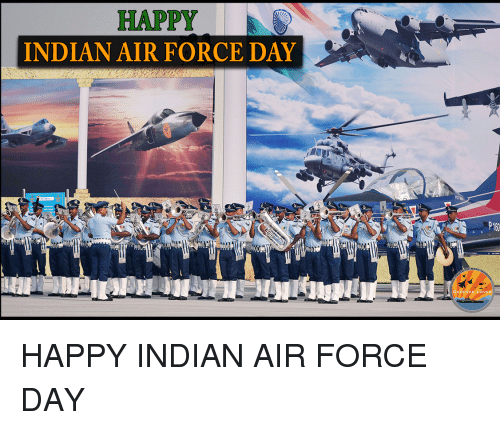 HAPPY
INDIAN AIR FORCE DAY
HAPPY INDIAN AIR FORCE
DAY